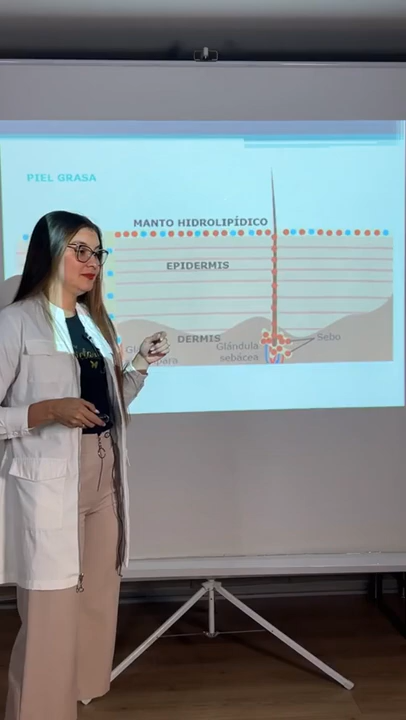 PIEL GRASA
MANTO HIDROLIPÍDICO
EPIDERMIS
DERMIS
Glándula
sebácea
Sebo